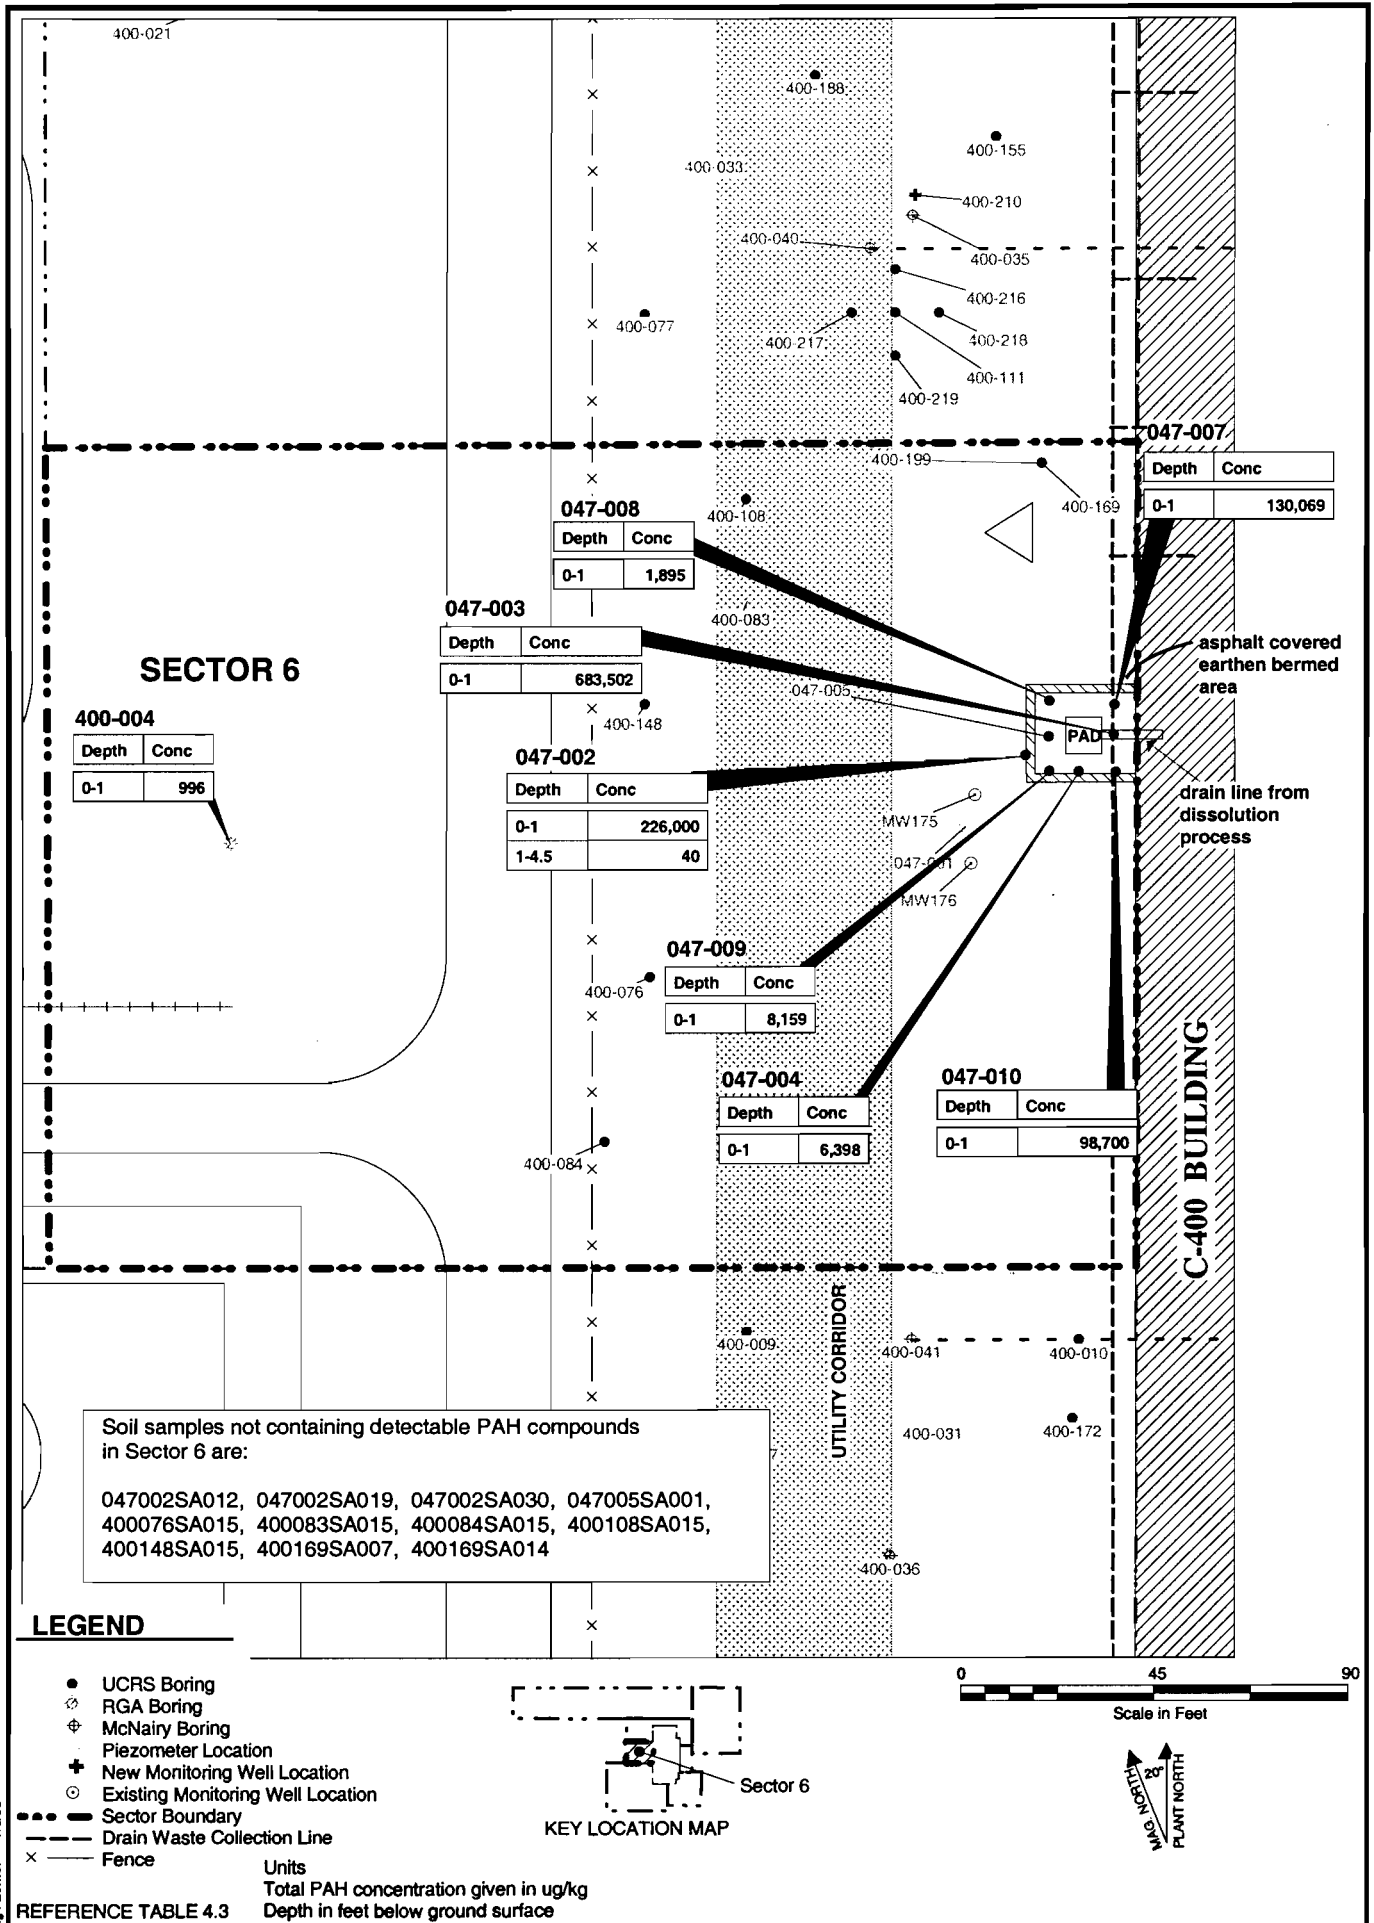 400-021
400-188
400-155
400-033
400-210
400-040
400-035
400-216
400-077
400-217
400-218
400-111
400-219
047-007
Depth Conc
0-1 130,069
400-199
400-169
400-108
047-008
Depth Conc
0-1 1,895
047-003
Depth Conc
0-1 683,502
400-083
asphalt covered
earthen bermed
area
SECTOR 6
047-005
400-148
PAD
400-004
Depth Conc
0-1 996
047-002
Depth Conc
0-1 226,000
1-4.5 40
drain line from
dissolution
process
MW175
047-001
MW176
047-009
Depth Conc
0-1 8,159
400-076
047-004
Depth Conc
0-1 6,398
047-010
Depth Conc
0-1 98,700
400-084
C-400 BUILDING
UTILITY CORRIDOR
400-009
400-041
400-010
400-031
400-172
400-036
Soil samples not containing detectable PAH compounds
in Sector 6 are:
047002SA012, 047002SA019, 047002SA030, 047005SA001,
400076SA015, 400083SA015, 400084SA015, 400108SA015,
400148SA015, 400169SA007, 400169SA014
LEGEND
UCRS Boring
RGA Boring
McNairy Boring
Piezometer Location
New Monitoring Well Location
Existing Monitoring Well Location
Sector Boundary
Drain Waste Collection Line
Fence
Units
Total PAH concentration given in ug/kg
Depth in feet below ground surface
REFERENCE TABLE 4.3
Sector 6
KEY LOCATION MAP
0 45 90
Scale in Feet
MAG. NORTH
20°
PLANT NORTH